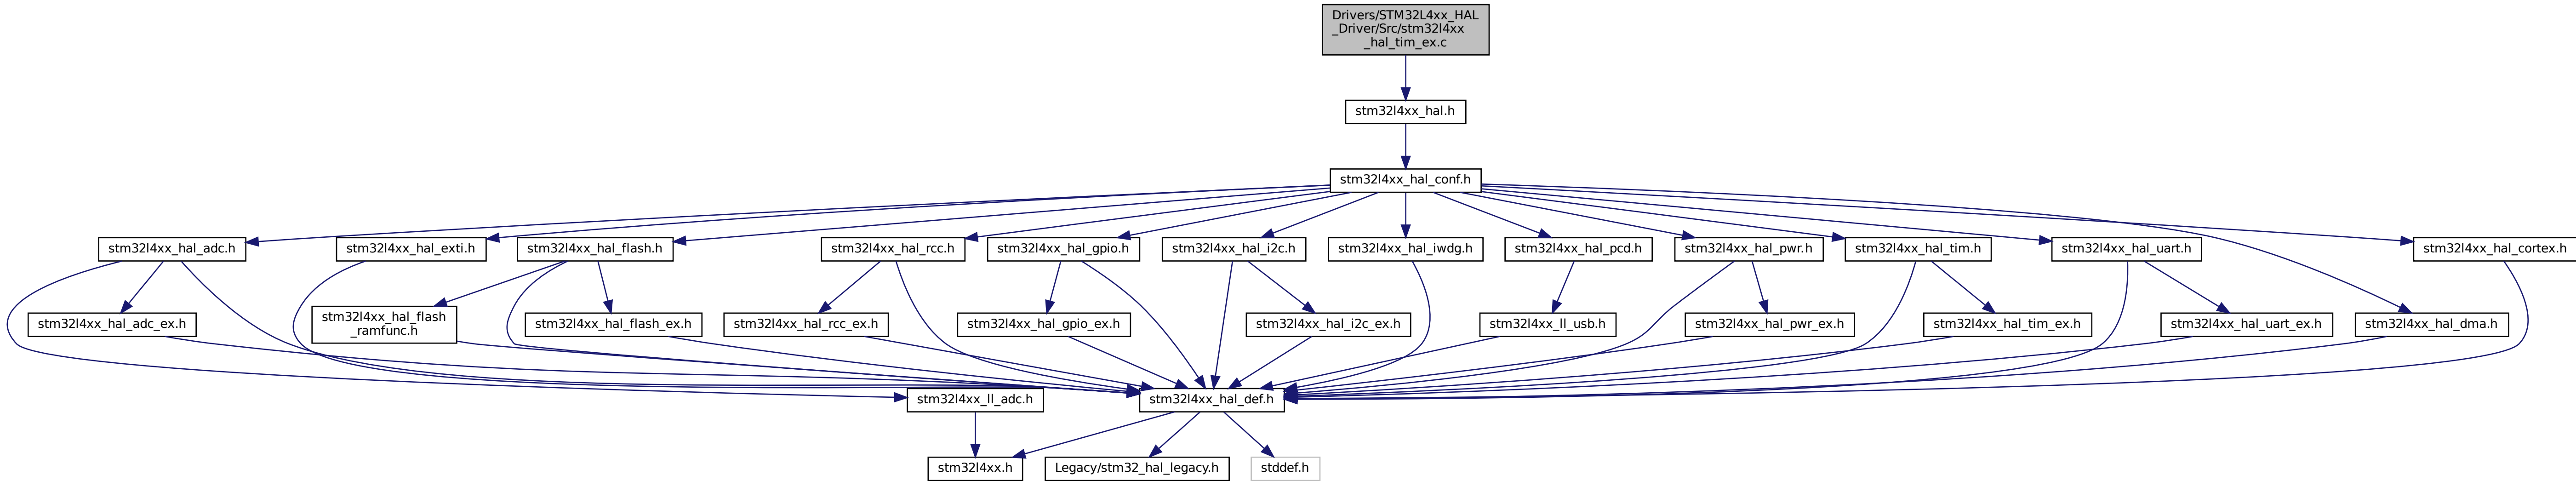 Drivers/STM32L4xx_HAL
_Driver/Src/stm32l4xx
_hal_tim_ex.c
stm32l4xx_hal.h
stm32l4xx_hal_conf.h
stm32l4xx_hal_adc.h
stm32l4xx_hal_exti.h
stm32l4xx_hal_flash.h
stm32l4xx_hal_rcc.h
stm32l4xx_hal_gpio.h
stm32l4xx_hal_i2c.h
stm32l4xx_hal_iwdg.h
stm32l4xx_hal_pcd.h
stm32l4xx_hal_pwr.h
stm32l4xx_hal_tim.h
stm32l4xx_hal_uart.h
stm32l4xx_hal_cortex.h
stm32l4xx_hal_adc_ex.h
stm32l4xx_hal_flash
_ramfunc.h
stm32l4xx_hal_flash_ex.h
stm32l4xx_hal_rcc_ex.h
stm32l4xx_hal_gpio_ex.h
stm32l4xx_hal_i2c_ex.h
stm32l4xx_ll_usb.h
stm32l4xx_hal_pwr_ex.h
stm32l4xx_hal_tim_ex.h
stm32l4xx_hal_uart_ex.h
stm32l4xx_hal_dma.h
stm32l4xx_ll_adc.h
stm32l4xx_hal_def.h
stm32l4xx.h
Legacy/stm32_hal_legacy.h
stddef.h